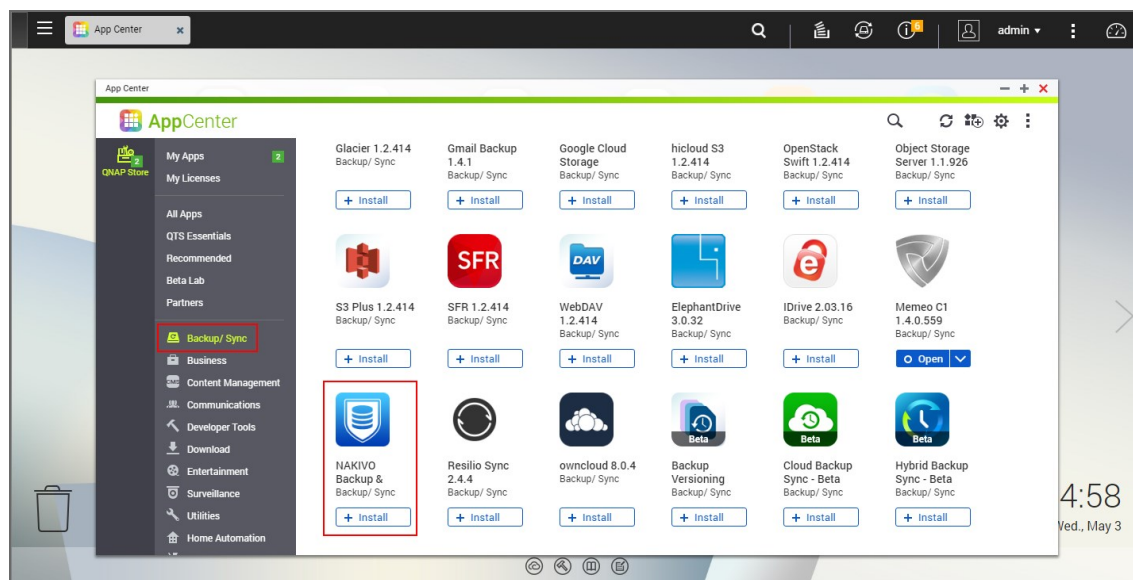 App Center
6
admin
App Center
AppCenter
2
QNAP Store
My Apps 2
My Licenses
All Apps
QTS Essentials
Recommended
Beta Lab
Partners
Backup/ Sync
Business
CMS Content Management
Communications
Developer Tools
Download
Entertainment
Surveillance
Utilities
Home Automation
Glacier 1.2.414
Backup/ Sync
+ Install
Gmail Backup
1.4.1
Backup/ Sync
+ Install
Google Cloud
Storage
Backup/ Sync
+ Install
hicloud S3
1.2.414
Backup/ Sync
+ Install
OpenStack
Swift 1.2.414
Backup/ Sync
+ Install
Object Storage
Server 1.1.926
Backup/ Sync
+ Install
S3 Plus 1.2.414
Backup/ Sync
+ Install
SFR
SFR 1.2.414
Backup/ Sync
+ Install
DAV
WebDAV
1.2.414
Backup/ Sync
+ Install
ElephantDrive
3.0.32
Backup/ Sync
+ Install
e
IDrive 2.03.16
Backup/ Sync
+ Install
Memeo C1
1.4.0.559
Backup/ Sync
Open
NAKIVO
Backup &
Backup/ Sync
+ Install
Resilio Sync
2.4.4
Backup/ Sync
+ Install
owncloud 8.0.4
Backup/ Sync
+ Install
Beta
Backup
Versioning
Backup/ Sync
+ Install
Beta
Cloud Backup
Sync - Beta
Backup/ Sync
+ Install
Beta
Hybrid Backup
Sync - Beta
Backup/ Sync
+ Install
4:58
Wed., May 3